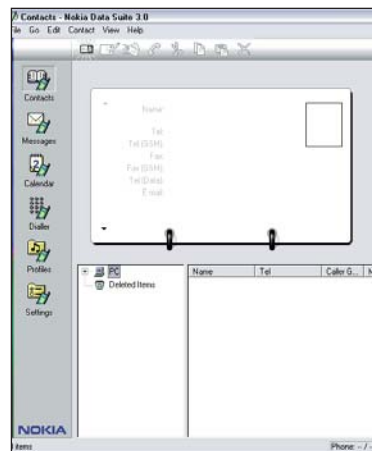 Contacts - Nokia Data Suite 3.0
Go Edit Contact View Help
Contacts
Messages
Calendar
Dialler
Profiles
Settings
NOKIA
Name:
Tel:
Tel (GSM):
Fax:
Fax (GSM):
Tel (Data):
E-mail:
PC
Deleted Items
Name Tel Caller G... 
items Phone: -- / -